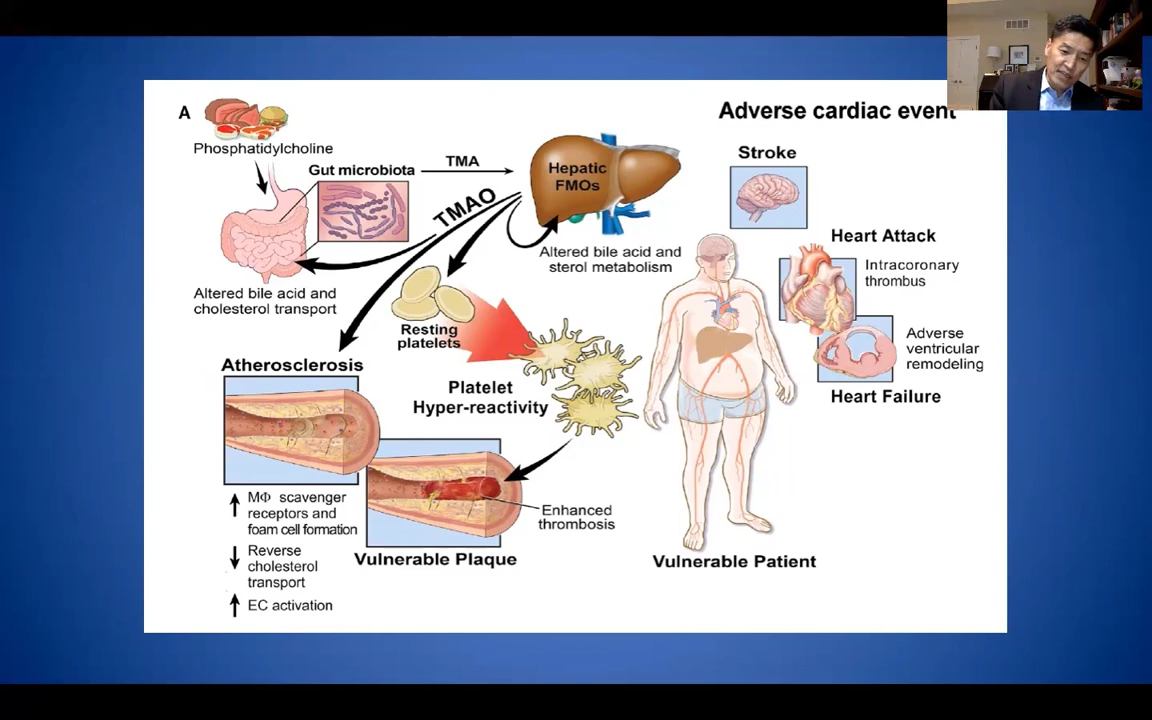 A
Phosphatidylcholine
Gut microbiota
TMA
Hepatic
FMOs
TMAO
Altered bile acid and
sterol metabolism
Altered bile acid and
cholesterol transport
Resting
platelets
Platelet
Hyper-reactivity
Atherosclerosis
MΦ scavenger
receptors and
foam cell formation
Reverse
cholesterol
transport
EC activation
Enhanced
thrombosis
Vulnerable Plaque
Adverse cardiac event
Stroke
Heart Attack
Intracoronary
thrombus
Adverse
ventricular
remodeling
Heart Failure
Vulnerable Patient